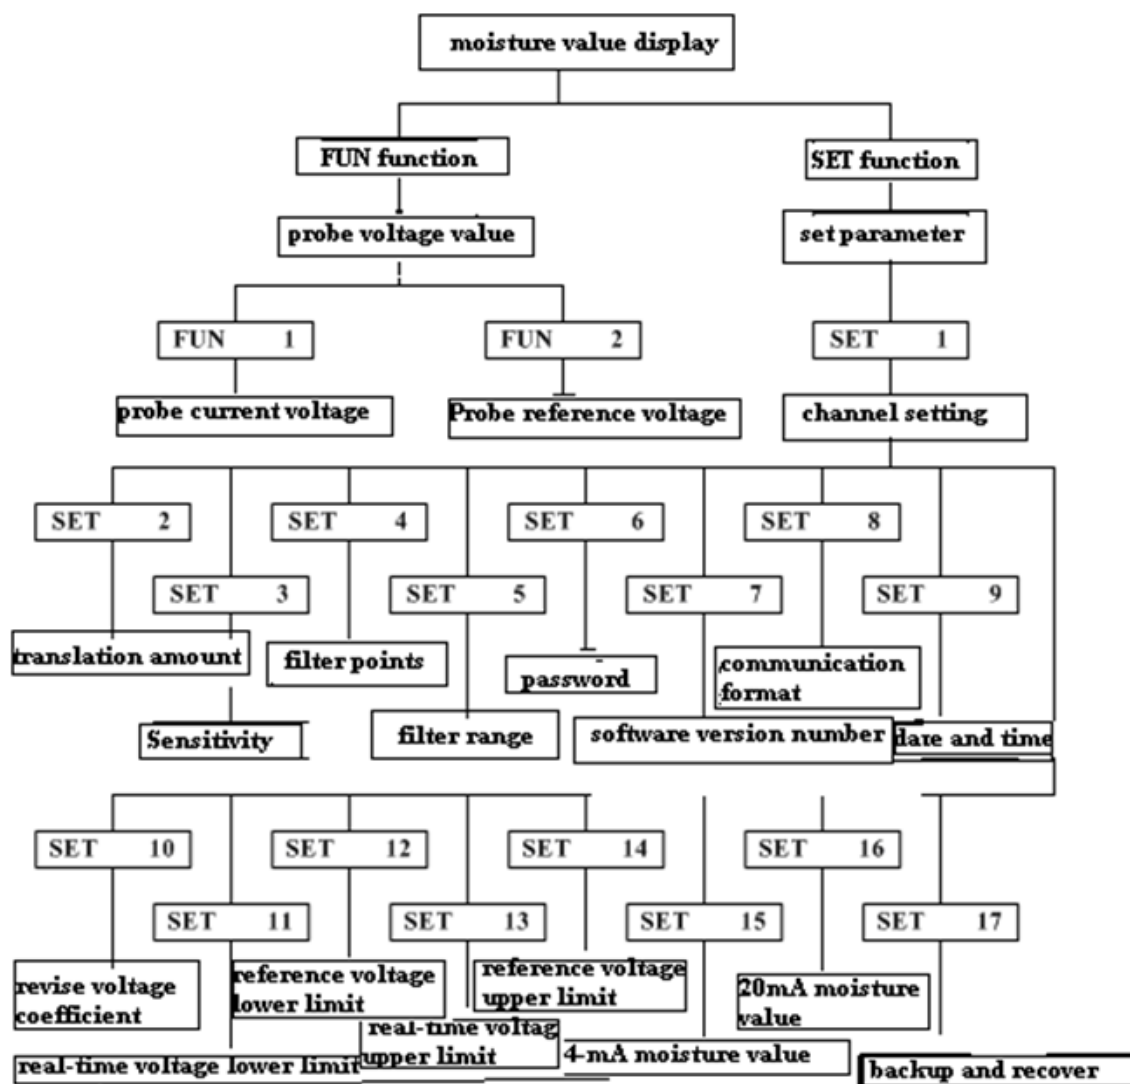 moisture value display
FUN function
SET function
probe voltage value
set parameter
FUN 1
FUN 2
SET 1
probe current voltage
Probe reference voltage
channel setting
SET 2
SET 4
SET 6
SET 8
SET 3
SET 5
SET 7
SET 9
translation amount
filter points
password
communication
format
Sensitivity
filter range
software version number
date and time
SET 10
SET 12
SET 14
SET 16
SET 11
SET 13
SET 15
SET 17
revise voltage
coefficient
reference voltage
lower limit
reference voltage
upper limit
20mA moisture
value
real-time voltage lower limit
real-time voltag
upper limit
4-mA moisture value
backup and recover